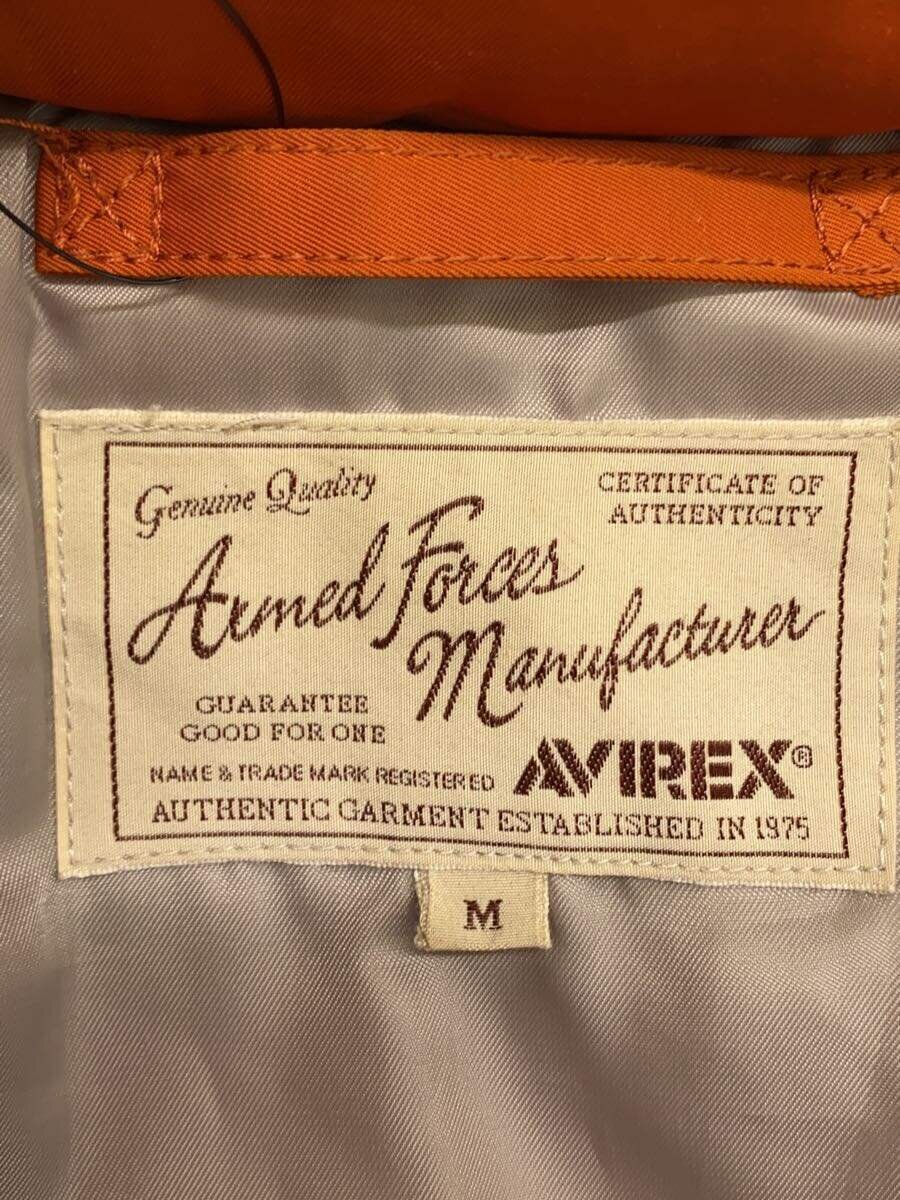 Genuine Quality
CERTIFICATE OF
AUTHENTICITY
Armed Forces
Manufacturer
GUARANTEE
GOOD FOR ONE
NAME & TRADE MARK REGISTERED
AVIREX®
AUTHENTIC GARMENT ESTABLISHED IN 1975
M